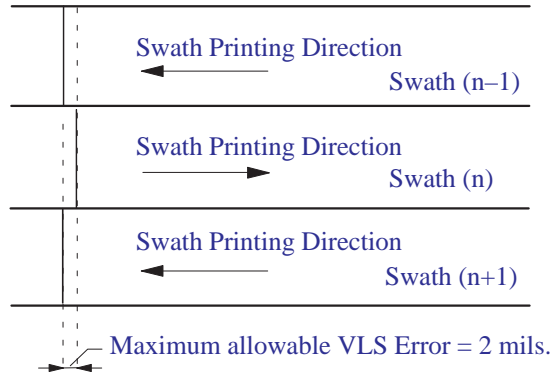 Swath Printing Direction
Swath (n–1)
Swath Printing Direction
Swath (n)
Swath Printing Direction
Swath (n+1)
Maximum allowable VLS Error = 2 mils.